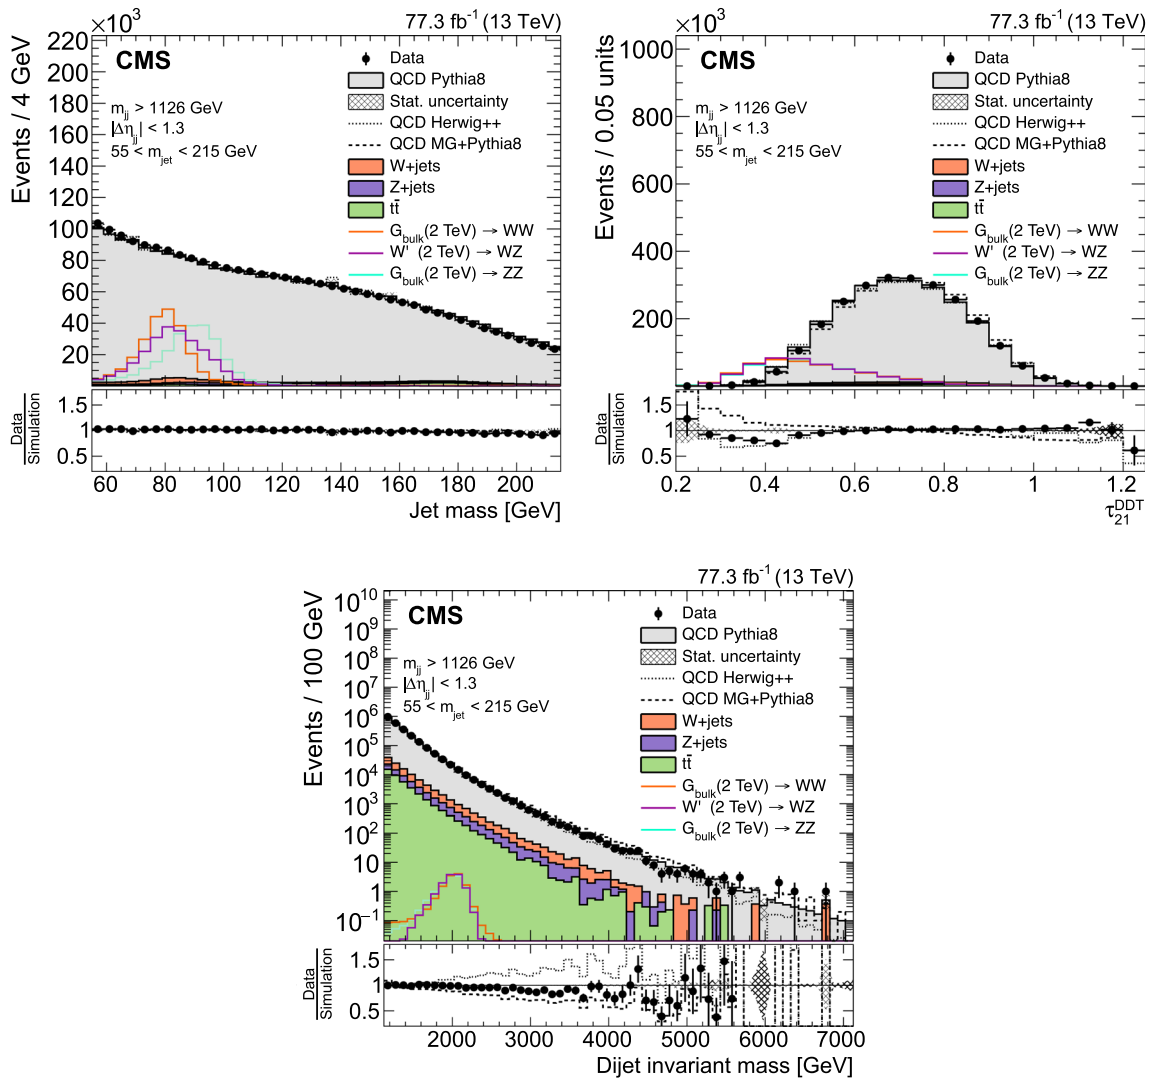 ×10³ 77.3 fb⁻¹ (13 TeV)
CMS
Data
QCD Pythia8
m_jj > 1126 GeV
Stat. uncertainty
|Δη_jj| < 1.3
QCD Herwig++
55 < m_jet < 215 GeV
QCD MG+Pythia8
W+jets
Z+jets
tt̄
G_bulk(2 TeV) → WW
W' (2 TeV) → WZ
G_bulk(2 TeV) → ZZ
Events / 4 GeV
220
200
180
160
140
120
100
80
60
40
20
Data
Simulation
1.5
1
0.5
60 80 100 120 140 160 180 200
Jet mass [GeV]
×10³ 77.3 fb⁻¹ (13 TeV)
CMS
Data
QCD Pythia8
m_jj > 1126 GeV
Stat. uncertainty
|Δη_jj| < 1.3
QCD Herwig++
55 < m_jet < 215 GeV
QCD MG+Pythia8
W+jets
Z+jets
tt̄
G_bulk(2 TeV) → WW
W' (2 TeV) → WZ
G_bulk(2 TeV) → ZZ
Events / 0.05 units
1000
800
600
400
200
Data
Simulation
1.5
1
0.5
0.2 0.4 0.6 0.8 1 1.2
τ₂₁^DDT
77.3 fb⁻¹ (13 TeV)
CMS
Data
QCD Pythia8
m_jj > 1126 GeV
Stat. uncertainty
|Δη_jj| < 1.3
QCD Herwig++
55 < m_jet < 215 GeV
QCD MG+Pythia8
W+jets
Z+jets
tt̄
G_bulk(2 TeV) → WW
W' (2 TeV) → WZ
G_bulk(2 TeV) → ZZ
Events / 100 GeV
10¹⁰
10⁹
10⁸
10⁷
10⁶
10⁵
10⁴
10³
10²
10
1
10⁻¹
Data
Simulation
1.5
1
0.5
2000 3000 4000 5000 6000 7000
Dijet invariant mass [GeV]